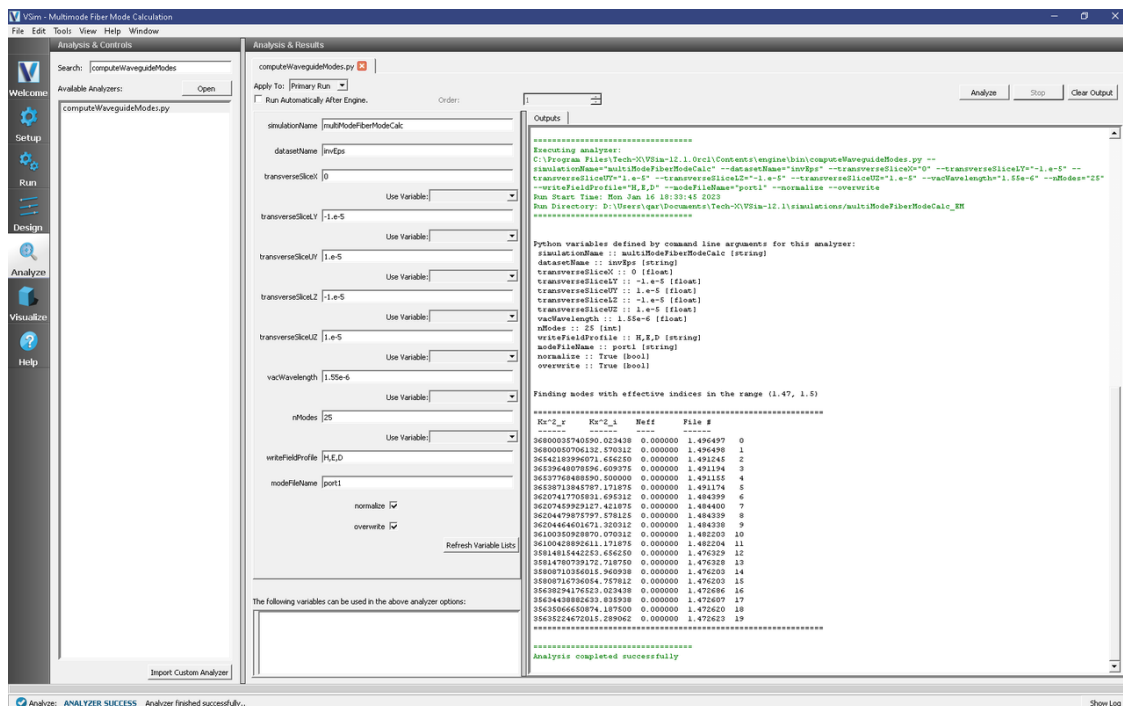 VSim - Multimode Fiber Mode Calculation
File Edit Tools View Help Window
Analysis & Controls
Analysis & Results
Welcome
Setup
Run
Design
Analyze
Visualize
Help
Search: computeWaveguideModes
Available Analyzers:
Open
computeWaveguideModes.py
Import Custom Analyzer
computeWaveguideModes.py
Apply To: Primary Run
Run Automatically After Engine.
Order: 1
Analyze
Stop
Clear Output
simulationName multiModeFiberModeCalc
datasetName invEps
transverseSliceX 0
Use Variable:
transverseSliceLY -1.e-5
Use Variable:
transverseSliceUY 1.e-5
Use Variable:
transverseSliceLZ -1.e-5
Use Variable:
transverseSliceUZ 1.e-5
Use Variable:
vacWavelength 1.55e-6
Use Variable:
nModes 25
Use Variable:
writeFieldProfile H,E,D
modeFileName port1
normalize
overwrite
Refresh Variable Lists
The following variables can be used in the above analyzer options:
Outputs
==================================
Executing analyzer:
C:\Program Files\Tech-X\VSim-12.1.0rc1\Contents\engine\bin\computeWaveguideModes.py --
simulationName="multiModeFiberModeCalc" --datasetName="invEps" --transverseSliceX="0" --transverseSliceLY="-1.e-5" --
transverseSliceUY="1.e-5" --transverseSliceLZ="-1.e-5" --transverseSliceUZ="1.e-5" --vacWavelength="1.55e-6" --nModes="25"
--writeFieldProfile="H,E,D" --modeFileName="port1" --normalize --overwrite
Run Start Time: Mon Jan 16 18:33:45 2023
Run Directory: D:\Users\qar\Documents\Tech-X\VSim-12.1\simulations/multiModeFiberModeCalc_EM
==================================
Python variables defined by command line arguments for this analyzer:
simulationName :: multiModeFiberModeCalc [string]
datasetName :: invEps [string]
transverseSliceX :: 0 [float]
transverseSliceLY :: -1.e-5 [float]
transverseSliceUY :: 1.e-5 [float]
transverseSliceLZ :: -1.e-5 [float]
transverseSliceUZ :: 1.e-5 [float]
vacWavelength :: 1.55e-6 [float]
nModes :: 25 [int]
writeFieldProfile :: H,E,D [string]
modeFileName :: port1 [string]
normalize :: True [bool]
overwrite :: True [bool]
Finding modes with effective indices in the range (1.47, 1.5)
==============================================================
Kx^2_r Kx^2_i Neff File #
------ ------ ---- ------
36800035740590.023438 0.000000 1.496497 0
36800050706132.570312 0.000000 1.496498 1
36542183996071.656250 0.000000 1.491245 2
36539648078596.609375 0.000000 1.491194 3
36537768488590.500000 0.000000 1.491155 4
36538713845787.171875 0.000000 1.491174 5
36207417705831.695312 0.000000 1.484399 6
36207459929127.421875 0.000000 1.484400 7
36204479875797.578125 0.000000 1.484339 8
36204464601671.320312 0.000000 1.484338 9
36100350928870.070312 0.000000 1.482203 10
36100428892611.171875 0.000000 1.482204 11
35814815442253.656250 0.000000 1.476329 12
35814780739172.718750 0.000000 1.476328 13
35808710356015.960938 0.000000 1.476203 14
35808716736054.757812 0.000000 1.476203 15
35638294176523.023438 0.000000 1.472686 16
35634438882633.835938 0.000000 1.472607 17
35635066650874.187500 0.000000 1.472620 18
35635224672015.289062 0.000000 1.472623 19
==============================================================
==================================
Analysis completed successfully
Analyze: ANALYZER SUCCESS Analyzer finished successfully..
Show Log